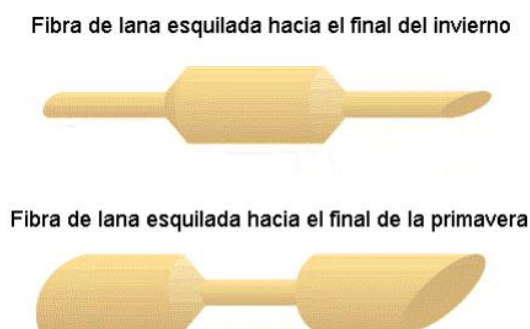 Fibra de lana esquilada hacia el final del invierno
Fibra de lana esquilada hacia el final de la primavera